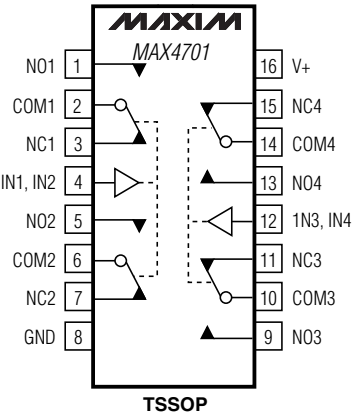 MAXIM
MAX4701
NO1 1
COM1 2
NC1 3
IN1, IN2 4
NO2 5
COM2 6
NC2 7
GND 8
16 V+
15 NC4
14 COM4
13 NO4
12 1N3, IN4
11 NC3
10 COM3
9 NO3
TSSOP